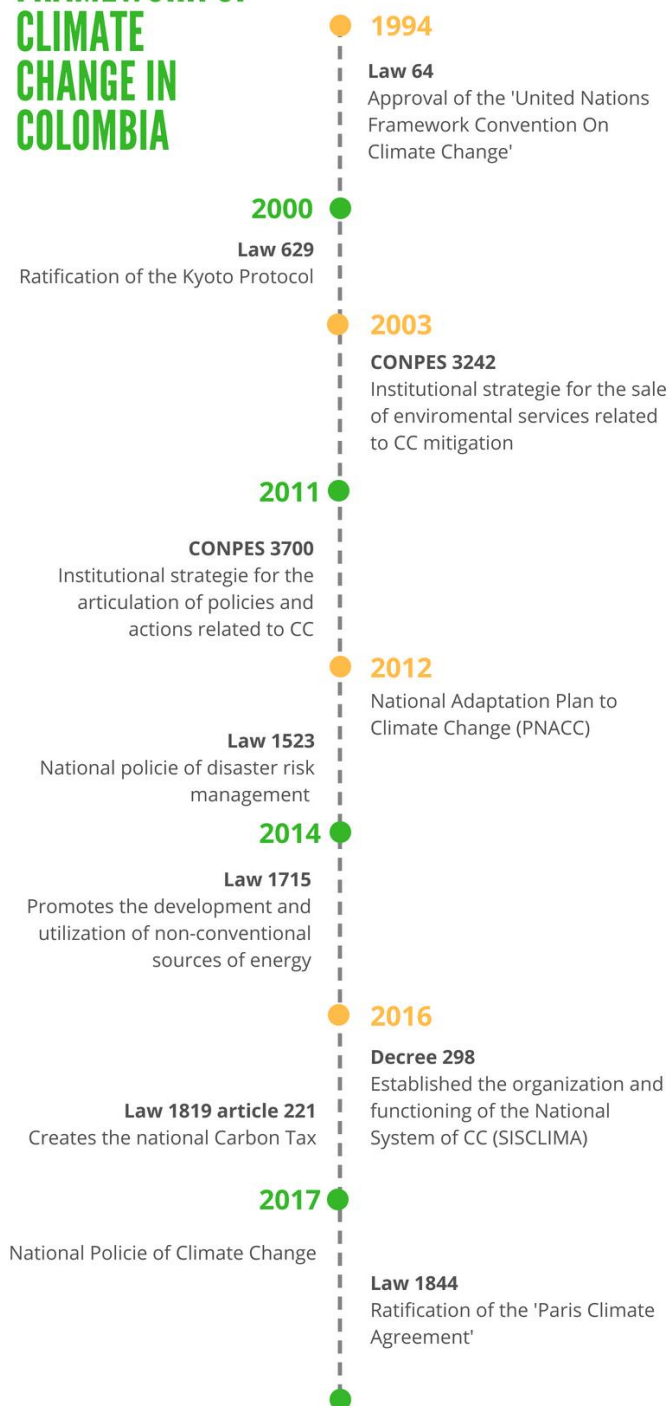 CLIMATE
CHANGE IN
COLOMBIA
1994
Law 64
Approval of the 'United Nations
Framework Convention On
Climate Change'
2000
Law 629
Ratification of the Kyoto Protocol
2003
CONPES 3242
Institutional strategie for the sale
of enviromental services related
to CC mitigation
2011
CONPES 3700
Institutional strategie for the
articulation of policies and
actions related to CC
2012
National Adaptation Plan to
Climate Change (PNACC)
Law 1523
National policie of disaster risk
management
2014
Law 1715
Promotes the development and
utilization of non-conventional
sources of energy
2016
Decree 298
Established the organization and
functioning of the National
System of CC (SISCLIMA)
Law 1819 article 221
Creates the national Carbon Tax
2017
National Policie of Climate Change
Law 1844
Ratification of the 'Paris Climate
Agreement'